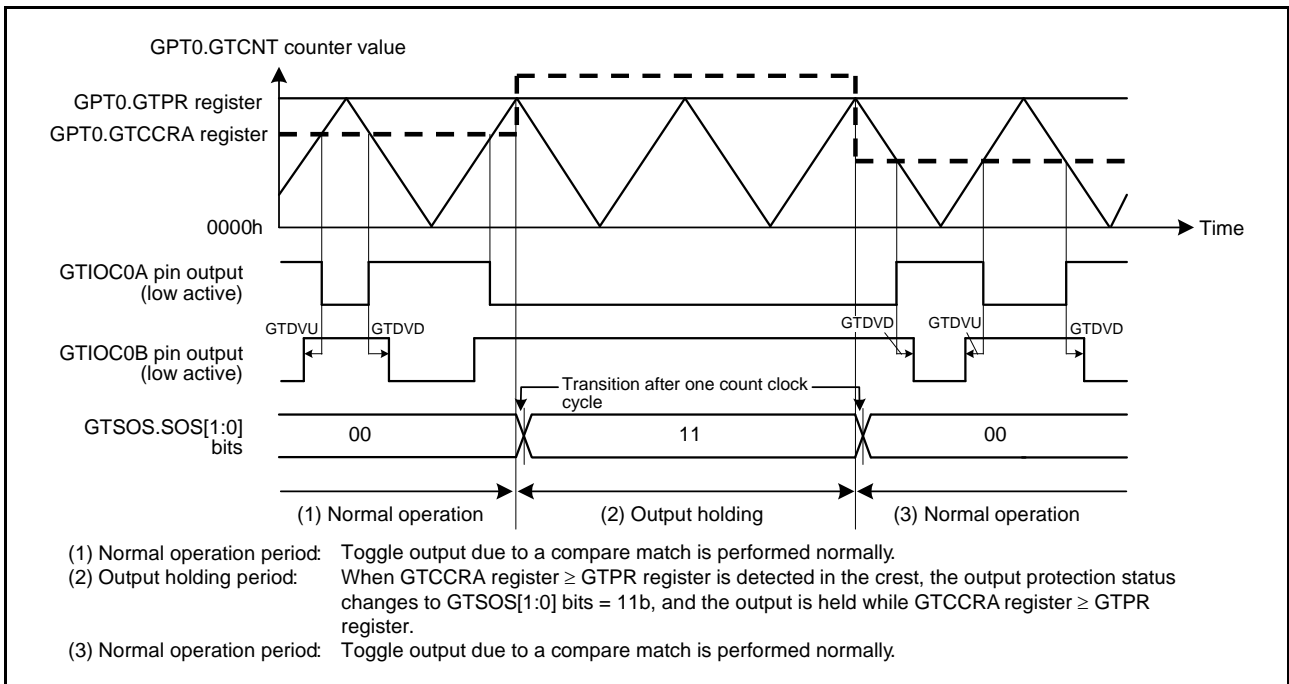 GPT0.GTCNT counter value
GPT0.GTPR register
GPT0.GTCCRA register
0000h
Time
GTIOC0A pin output
(low active)
GTDVU
GTDVD
GTDVD
GTDVU
GTDVD
GTIOC0B pin output
(low active)
Transition after one count clock
cycle
GTSOS.SOS[1:0]
bits
00
11
00
(1) Normal operation
(2) Output holding
(3) Normal operation
(1) Normal operation period: Toggle output due to a compare match is performed normally.
(2) Output holding period: When GTCCRA register ≥ GTPR register is detected in the crest, the output protection status
changes to GTSOS[1:0] bits = 11b, and the output is held while GTCCRA register ≥ GTPR
register.
(3) Normal operation period: Toggle output due to a compare match is performed normally.